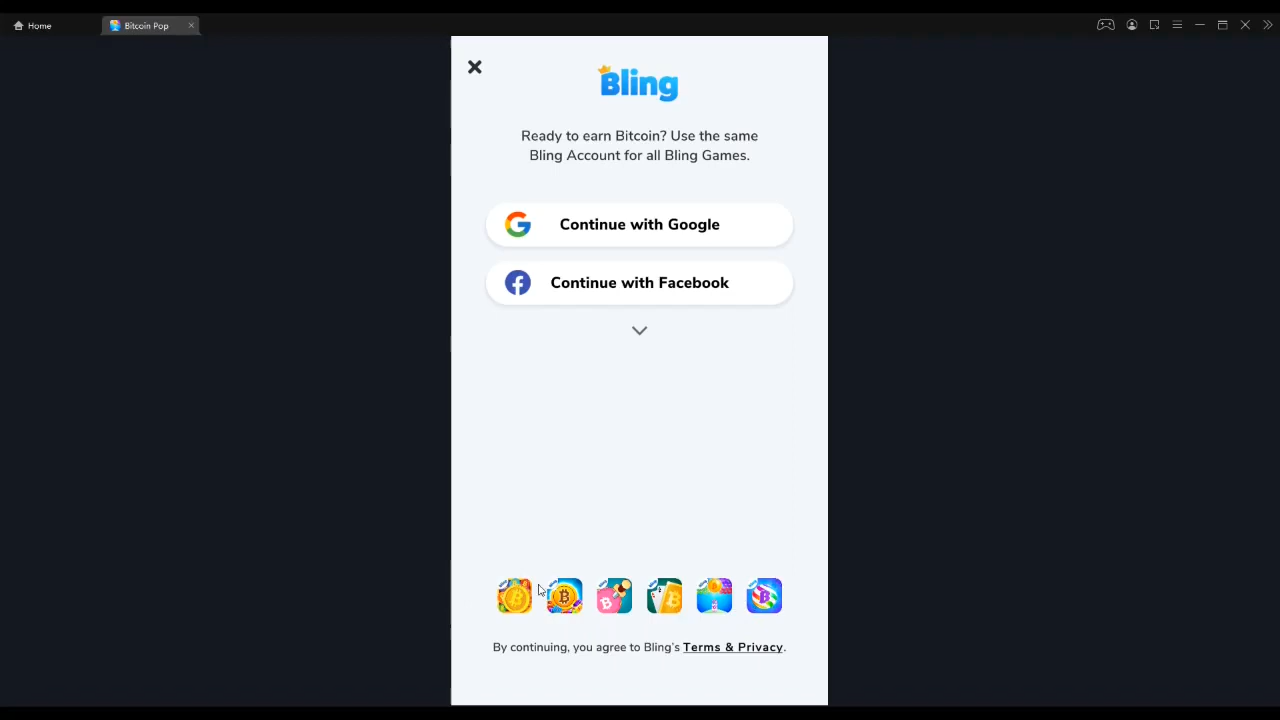 Home
Bitcoin Pop
Bling
Ready to earn Bitcoin? Use the same
Bling Account for all Bling Games.
Continue with Google
Continue with Facebook
By continuing, you agree to Bling's Terms & Privacy.